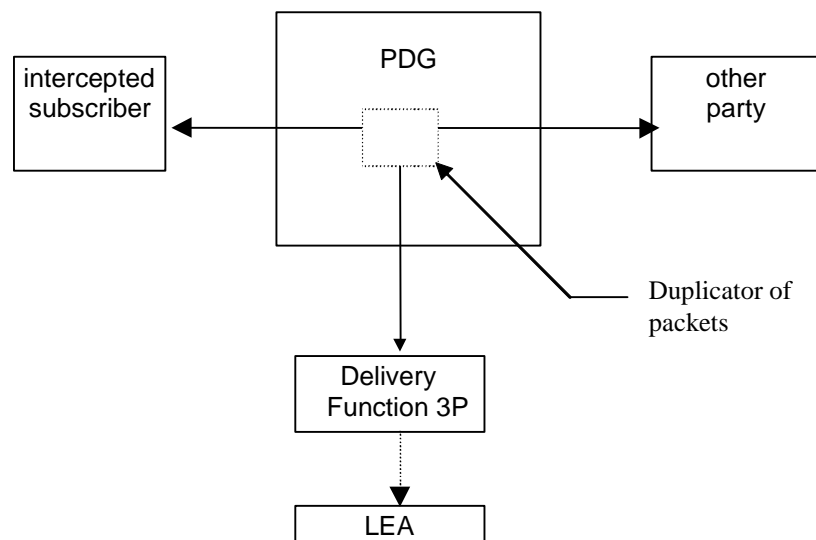 PDG
intercepted
subscriber
other
party
Duplicator of
packets
Delivery
Function 3P
LEA